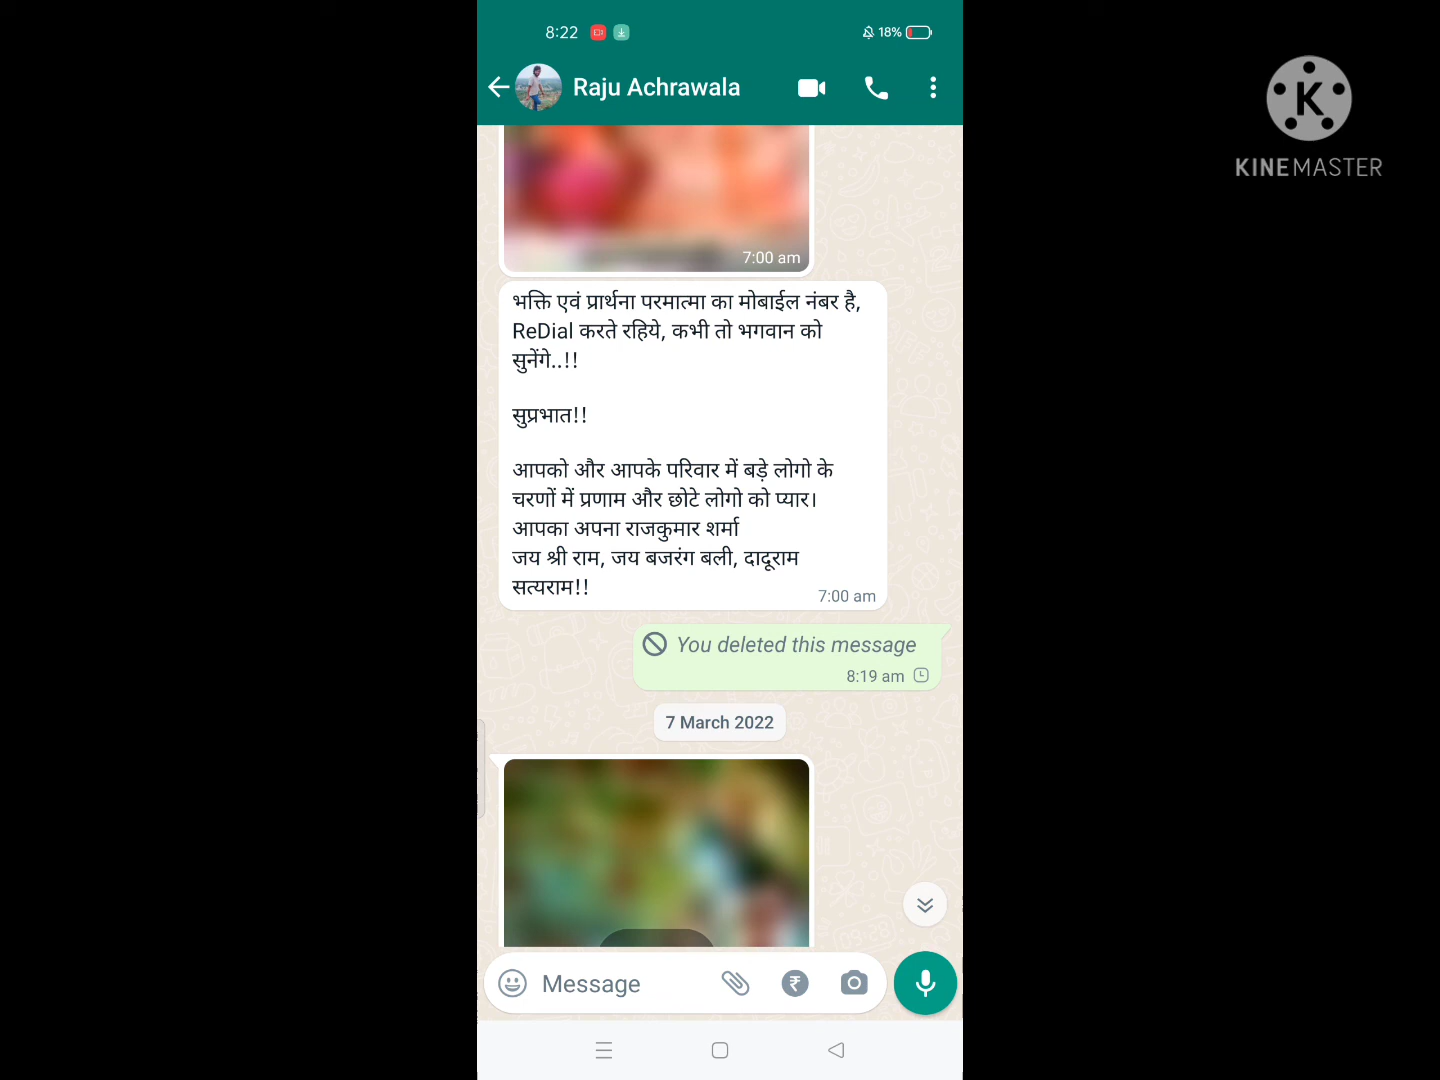 8:22
18%
KINEMASTER
Raju Achrawala
7:00 am
भक्ति एवं प्रार्थना परमात्मा का मोबाईल नंबर है,
ReDial करते रहिये, कभी तो भगवान को
सुनेंगे..!!
सुप्रभात!!
आपको और आपके परिवार में बड़े लोगो के
चरणों में प्रणाम और छोटे लोगो को प्यार।
आपका अपना राजकुमार शर्मा
जय श्री राम, जय बजरंग बली, दादूराम
सत्यराम!!
7:00 am
You deleted this message
8:19 am
7 March 2022
Message